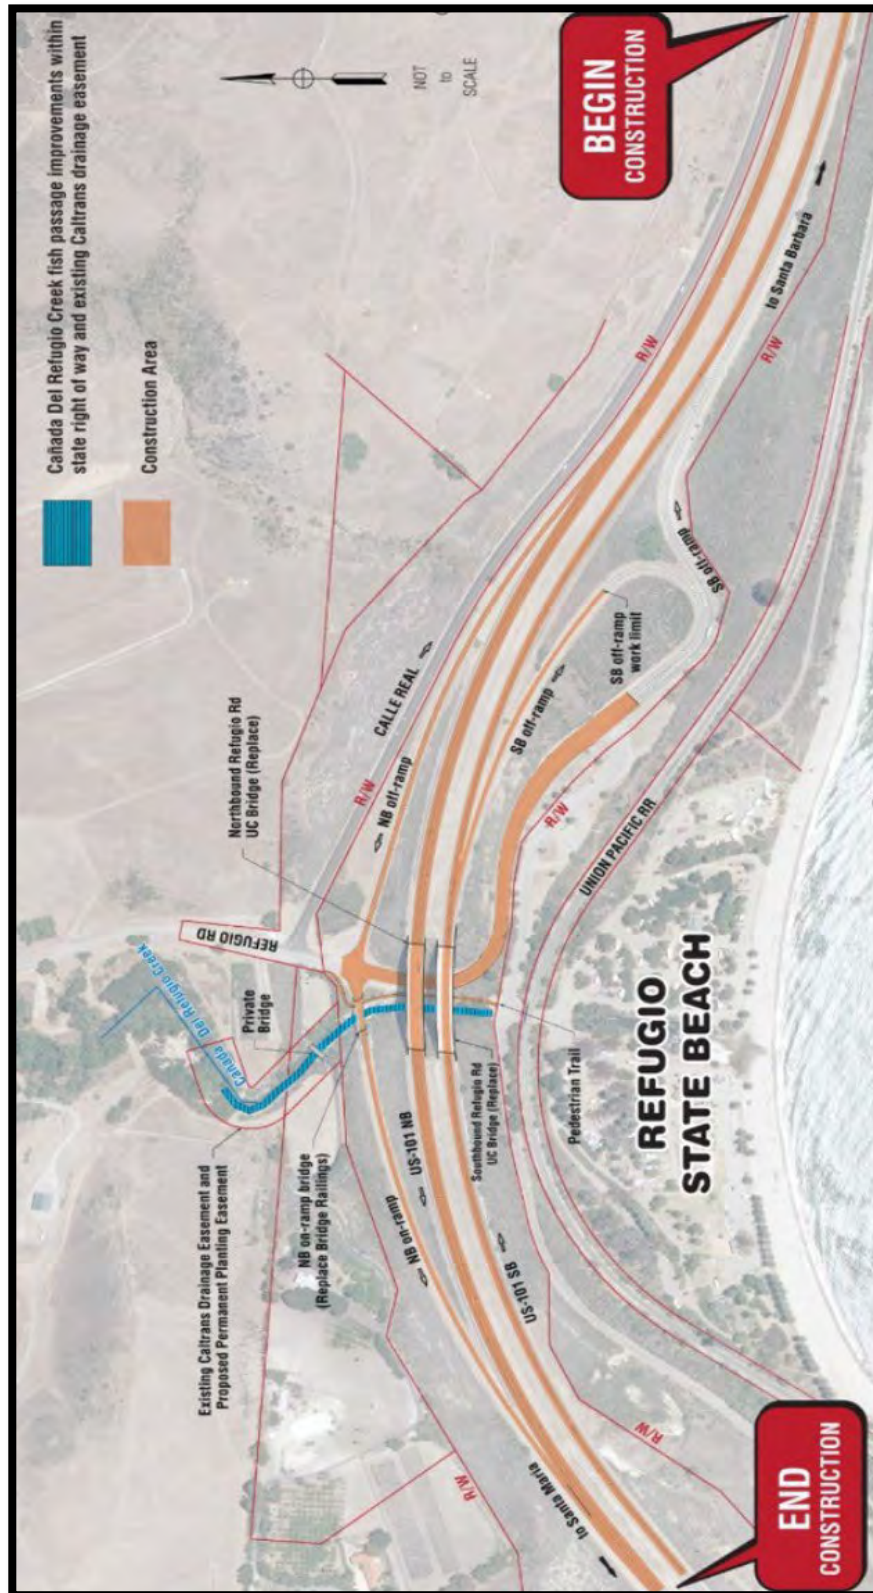 Cañada Del Refugio Creek fish passage improvements within
state right of way and existing Caltrans drainage easement
Construction Area
NOT
to
SCALE
BEGIN
CONSTRUCTION
to Santa Barbara
R/W
R/W
CALLE REAL
R/W
NB off-ramp
SB off-ramp
SB off-ramp
SB off-ramp
work limit
R/W
UNION PACIFIC RR
Northbound Refugio Rd
UC Bridge (Replace)
REFUGIO RD
Canada Del Refugio Creek
Private
Bridge
Existing Caltrans Drainage Easement and
Proposed Permanent Planting Easement
NB on-ramp bridge
(Replace Bridge Railings)
NB on-ramp
US-101 NB
Southbound Refugio Rd
UC Bridge (Replace)
US-101 SB
Pedestrian Trail
REFUGIO
STATE BEACH
R/W
R/W
to Santa Maria
END
CONSTRUCTION